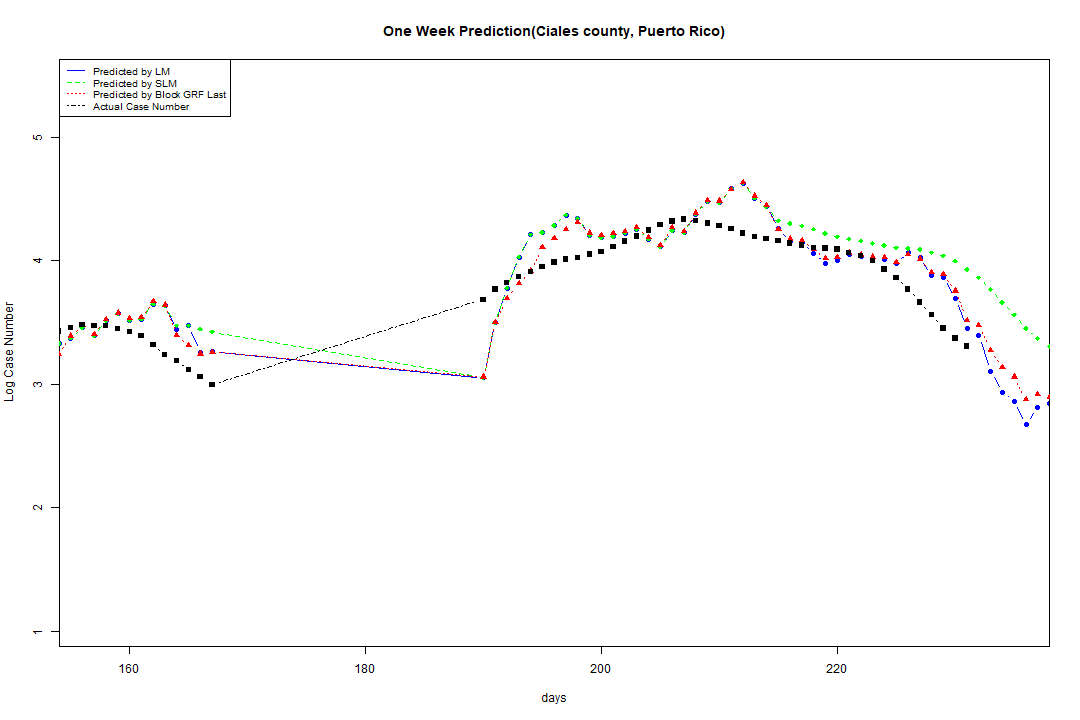 One Week Prediction(Ciales county, Puerto Rico)
Predicted by LM
Predicted by SLM
Predicted by Block GRF Last
Actual Case Number
5
4
3
2
1
Log Case Number
160 180 200 220
days